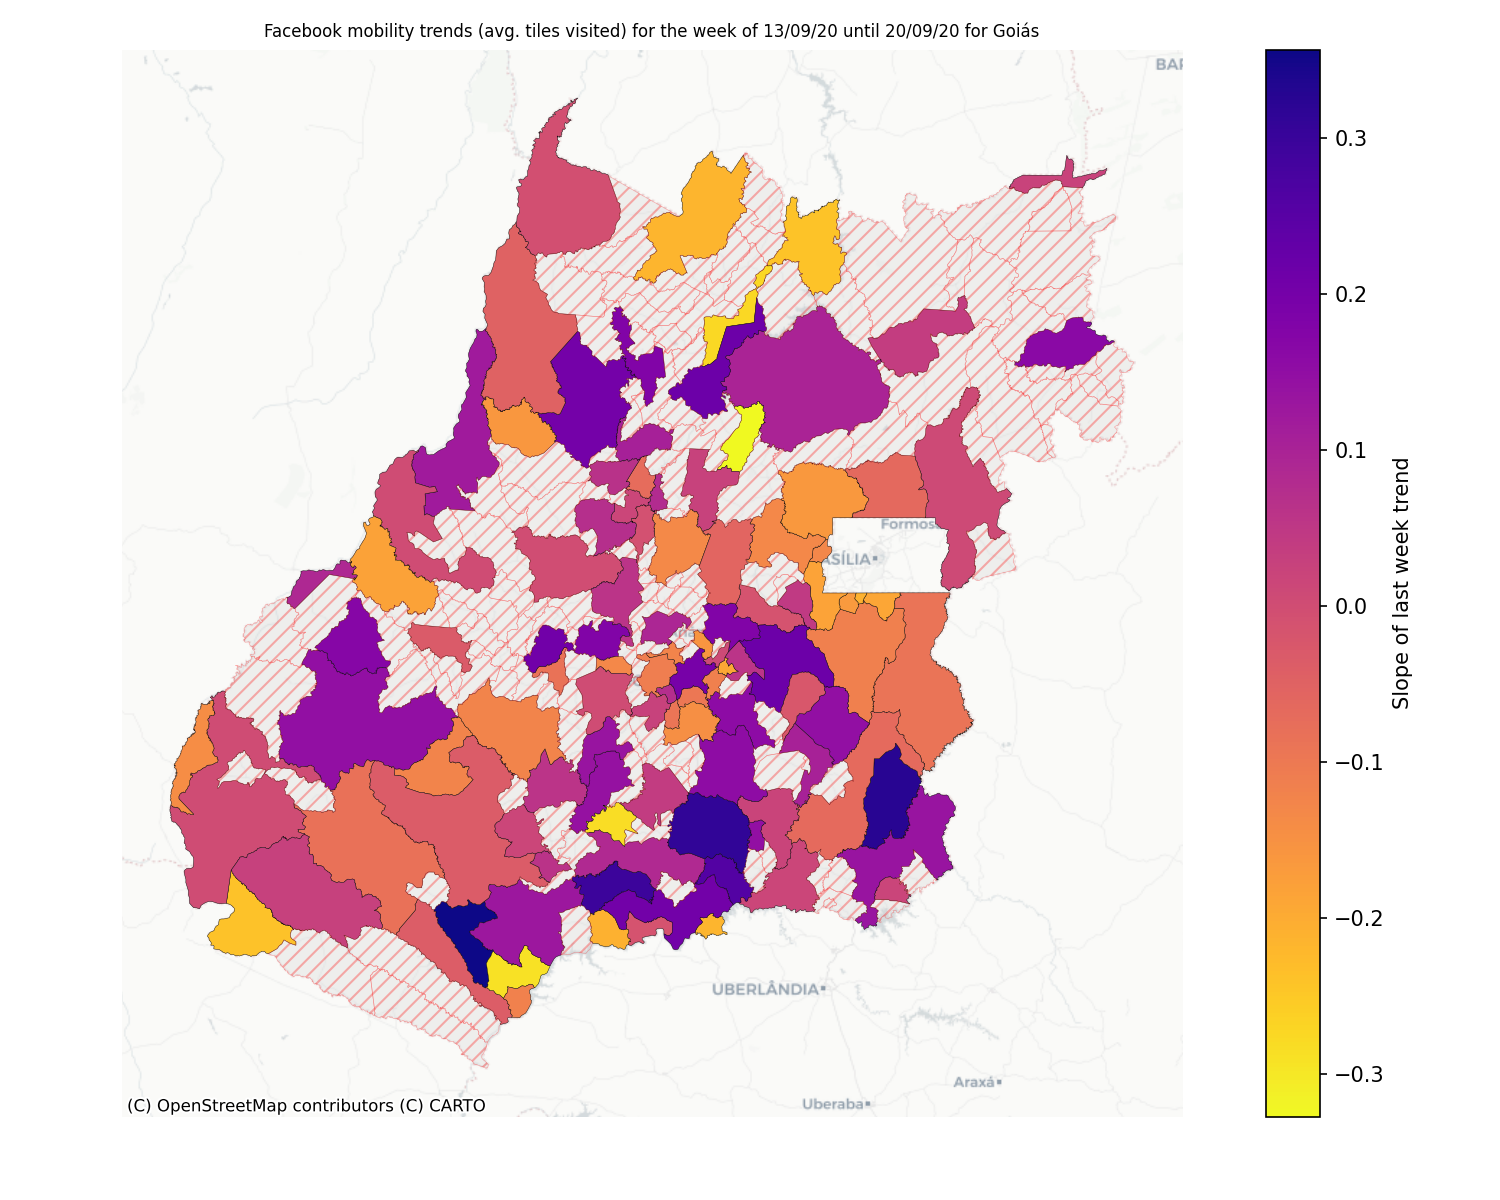 Facebook mobility trends (avg. tiles visited) for the week of 13/09/20 until 20/09/20 for Goiás
BAR
0.3
0.2
0.1
Formos
ASÍLIA
0.0
−0.1
−0.2
−0.3
Slope of last week trend
UBERLÂNDIA
Araxá
Uberaba
(C) OpenStreetMap contributors (C) CARTO